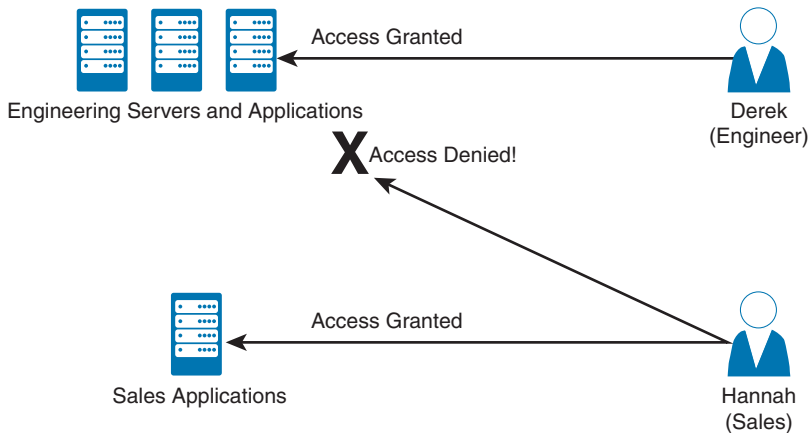 Access Granted
Engineering Servers and Applications
Derek
(Engineer)
X
Access Denied!
Access Granted
Sales Applications
Hannah
(Sales)